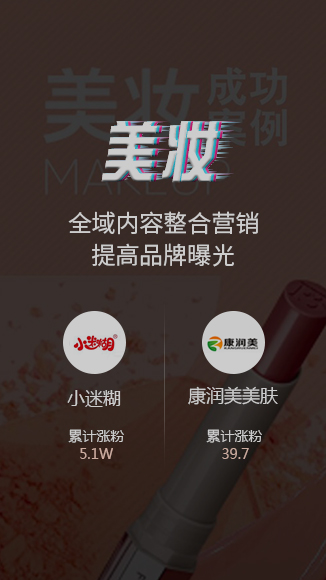 美妆成功
案例
MAKEUP
美妆
全域内容整合营销
提高品牌曝光
小迷糊®
康润美
小迷糊
康润美美肤
累计涨粉
累计涨粉
5.1W
39.7